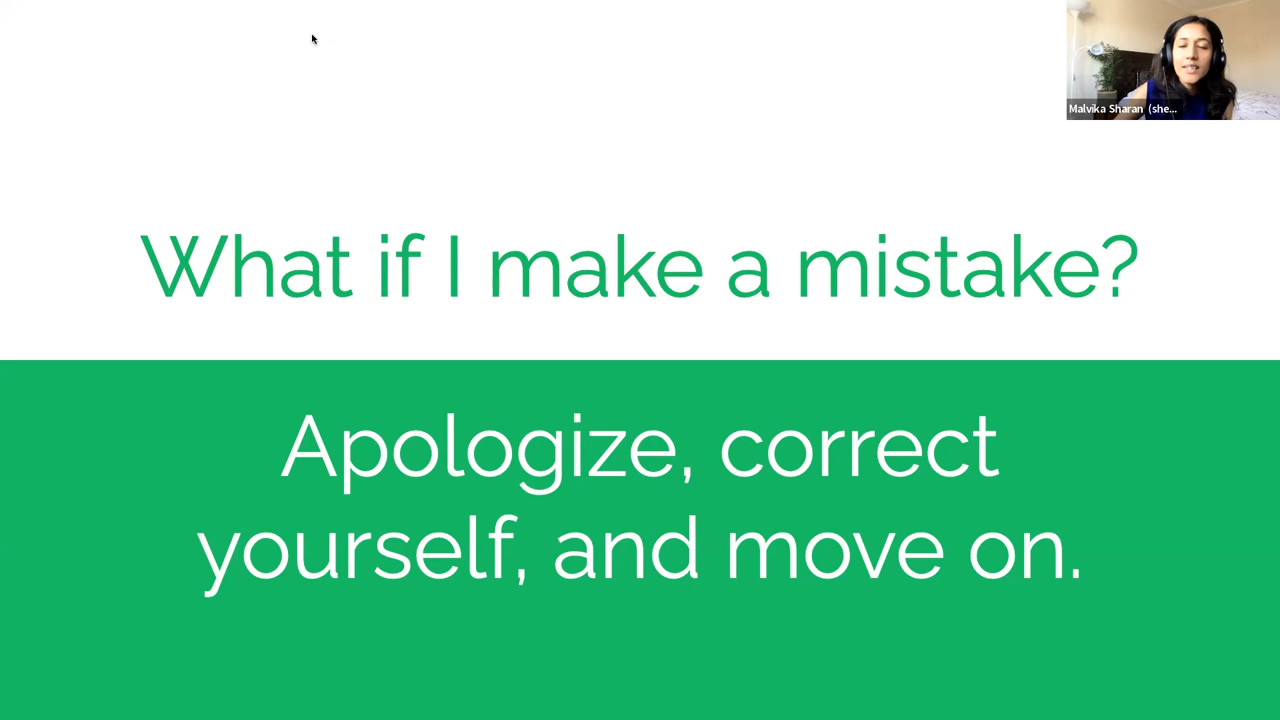 Malvika Sharan (she...
What if I make a mistake?
Apologize, correct
yourself, and move on.